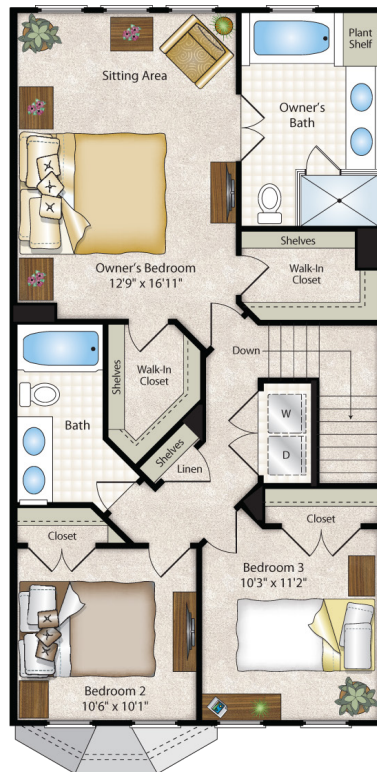 Plant
Shelf
Sitting Area
Owner's
Bath
Shelves
Owner's Bedroom
12'9" x 16'11"
Walk-In
Closet
Shelves
Walk-In
Closet
Down
W
D
Bath
Shelves
Linen
Closet
Closet
Bedroom 3
10'3" x 11'2"
Bedroom 2
10'6" x 10'1"